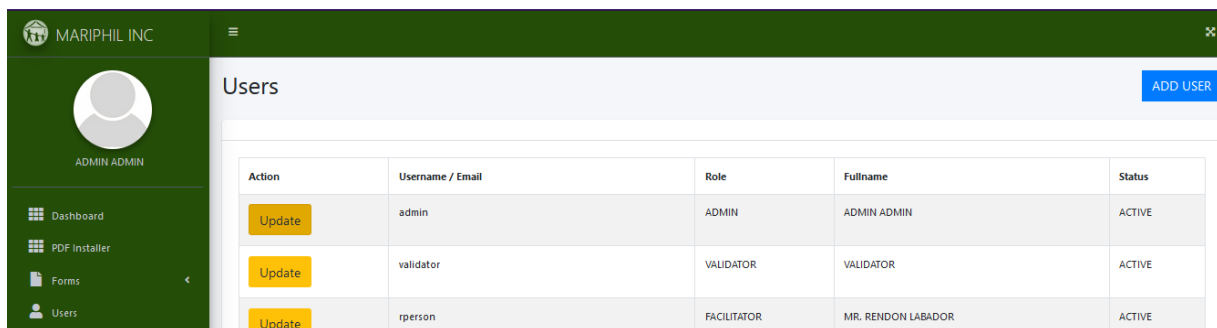 MARIPHIL INC
ADMIN ADMIN
Dashboard
PDF Installer
Forms
Users
Users
ADD USER
Action Username / Email Role Fullname Status
Update admin ADMIN ADMIN ADMIN ACTIVE
Update validator VALIDATOR VALIDATOR ACTIVE
Update rperson FACILITATOR MR. RENDON LABADOR ACTIVE